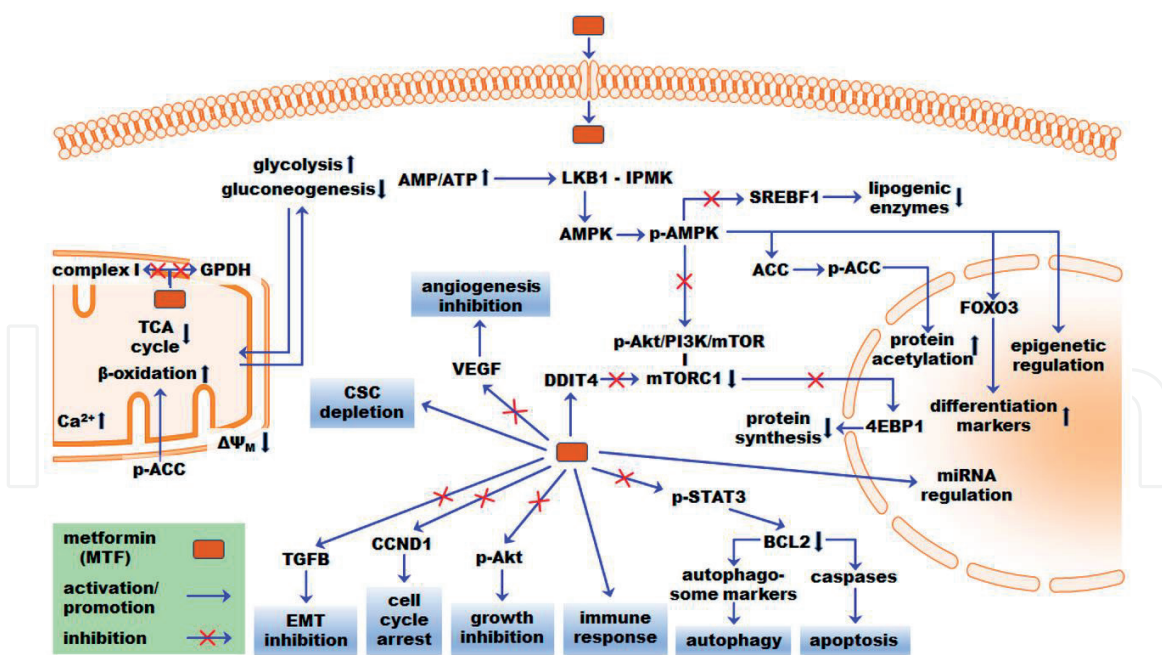 glycolysis ↑
gluconeogenesis ↓
AMP/ATP ↑
LKB1 - IPMK
SREBF1
lipogenic
enzymes ↓
AMPK
p-AMPK
complex I
GPDH
ACC
p-ACC
angiogenesis
inhibition
FOXO3
TCA
cycle ↓
β-oxidation ↑
p-Akt/PI3K/mTOR
protein
acetylation ↑
epigenetic
regulation
VEGF
DDIT4
mTORC1 ↓
CSC
depletion
differentiation
markers ↑
Ca²⁺ ↑
ΔΨM ↓
protein
synthesis ↓
4EBP1
p-ACC
miRNA
regulation
p-STAT3
metformin
(MTF)
activation/
promotion
inhibition
TGFB
CCND1
p-Akt
BCL2 ↓
autophago-
some markers
caspases
EMT
inhibition
cell
cycle
arrest
growth
inhibition
immune
response
autophagy
apoptosis